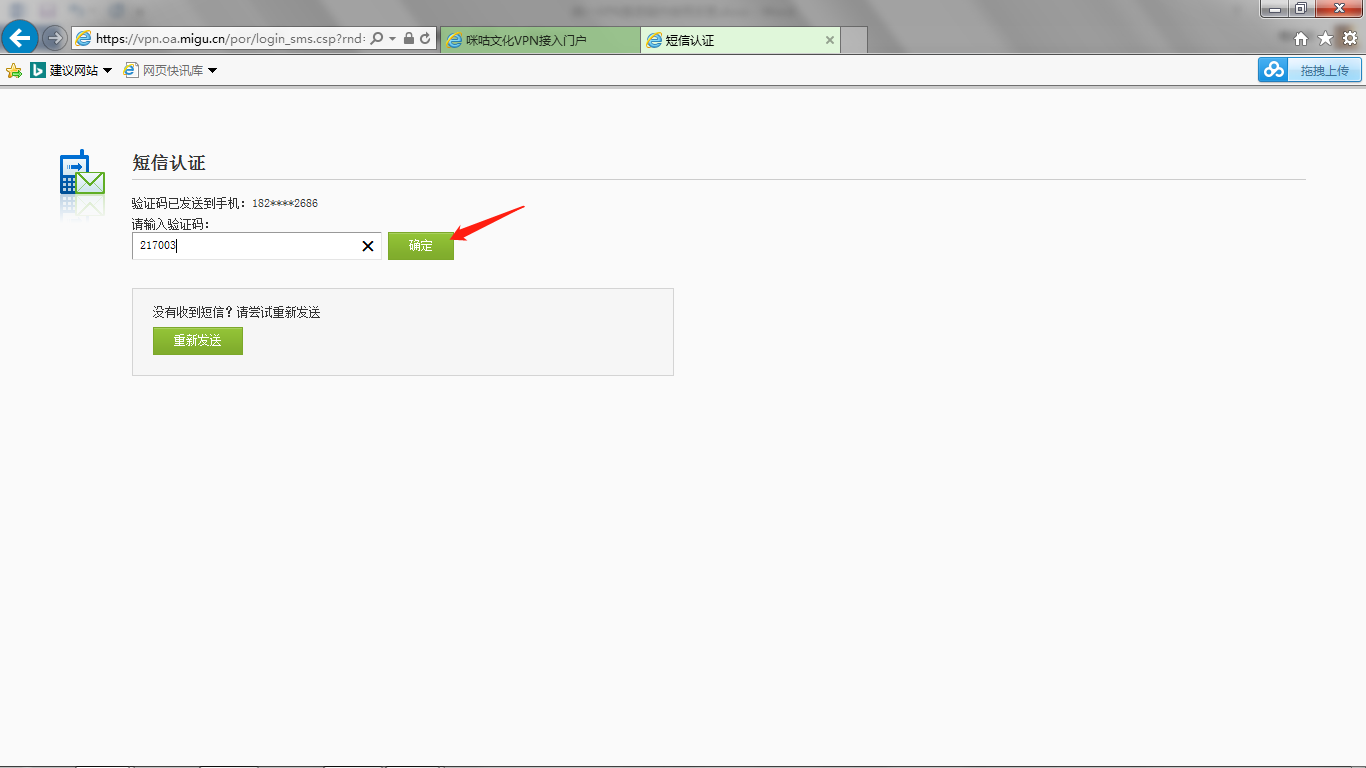 https://vpn.oa.migu.cn/por/login_sms.csp?rnd=
咪咕文化VPN接入门户
短信认证
建议网站
网页快讯库
拖拽上传
短信认证
验证码已发送到手机：182****2686
请输入验证码：
217003
确定
没有收到短信？请尝试重新发送
重新发送